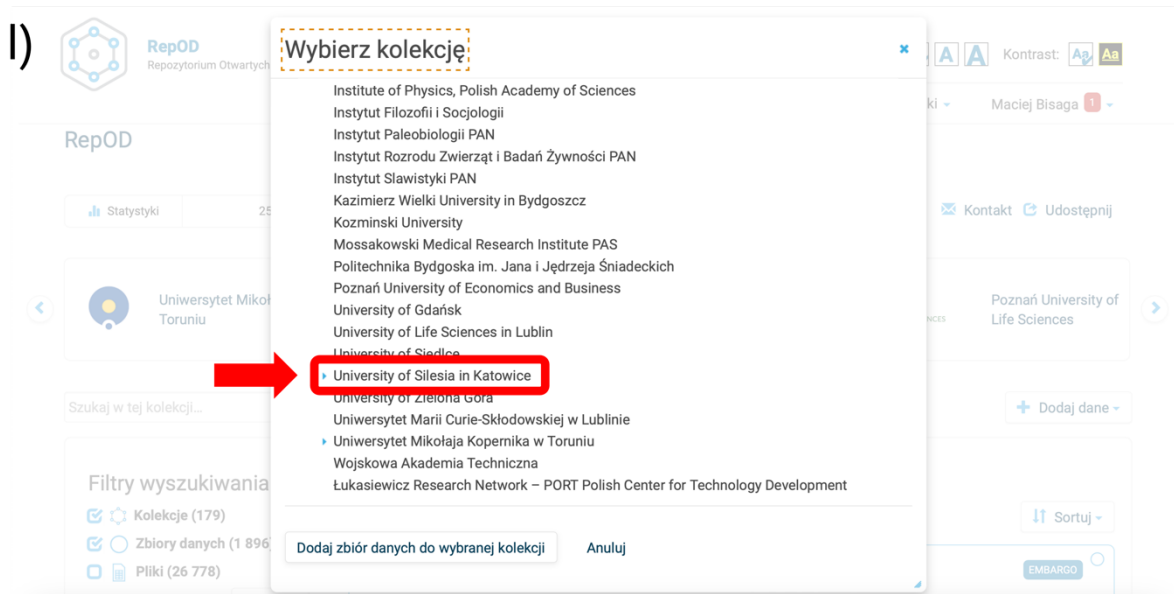 l)
RepOD
Repozytorium Otwartych
Wybierz kolekcję
A A Kontrast: Aa Aa
Maciej Bisaga 1
RepOD
Institute of Physics, Polish Academy of Sciences
Instytut Filozofii i Socjologii
Instytut Paleobiologii PAN
Instytut Rozrodu Zwierząt i Badań Żywności PAN
Instytut Slawistyki PAN
Kazimierz Wielki University in Bydgoszcz
Kozminski University
Mossakowski Medical Research Institute PAS
Politechnika Bydgoska im. Jana i Jędrzeja Śniadeckich
Poznań University of Economics and Business
University of Gdańsk
University of Life Sciences in Lublin
University of Siedlce
University of Silesia in Katowice
University of Zielona Góra
Uniwersytet Marii Curie-Skłodowskiej w Lublinie
Uniwersytet Mikołaja Kopernika w Toruniu
Wojskowa Akademia Techniczna
Łukasiewicz Research Network – PORT Polish Center for Technology Development
Dodaj zbiór danych do wybranej kolekcji Anuluj
Statystyki 25
Kontakt Udostępnij
Uniwersytet Mikoł
Toruniu
Poznań University of
Life Sciences
Szukaj w tej kolekcji...
Dodaj dane
Filtry wyszukiwania
Kolekcje (179)
Zbiory danych (1 896
Pliki (26 778)
Sortuj
EMBARGO